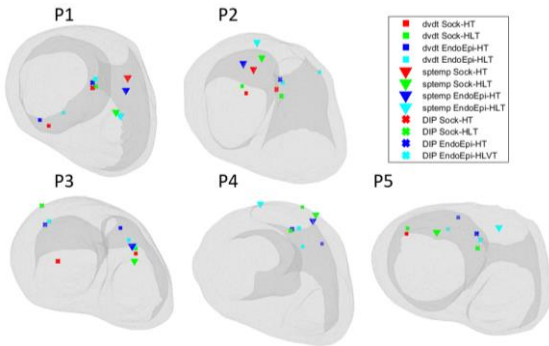 P1
P2
dvdt Sock-HT
dvdt Sock-HLT
dvdt EndoEpi-HT
dvdt EndoEpi-HLT
sptemp Sock-HT
sptemp Sock-HLT
sptemp EndoEpi-HT
sptemp EndoEpi-HLT
DIP Sock-HT
DIP Sock-HLT
DIP EndoEpi-HT
DIP EndoEpi-HLVT
P3
P4
P5